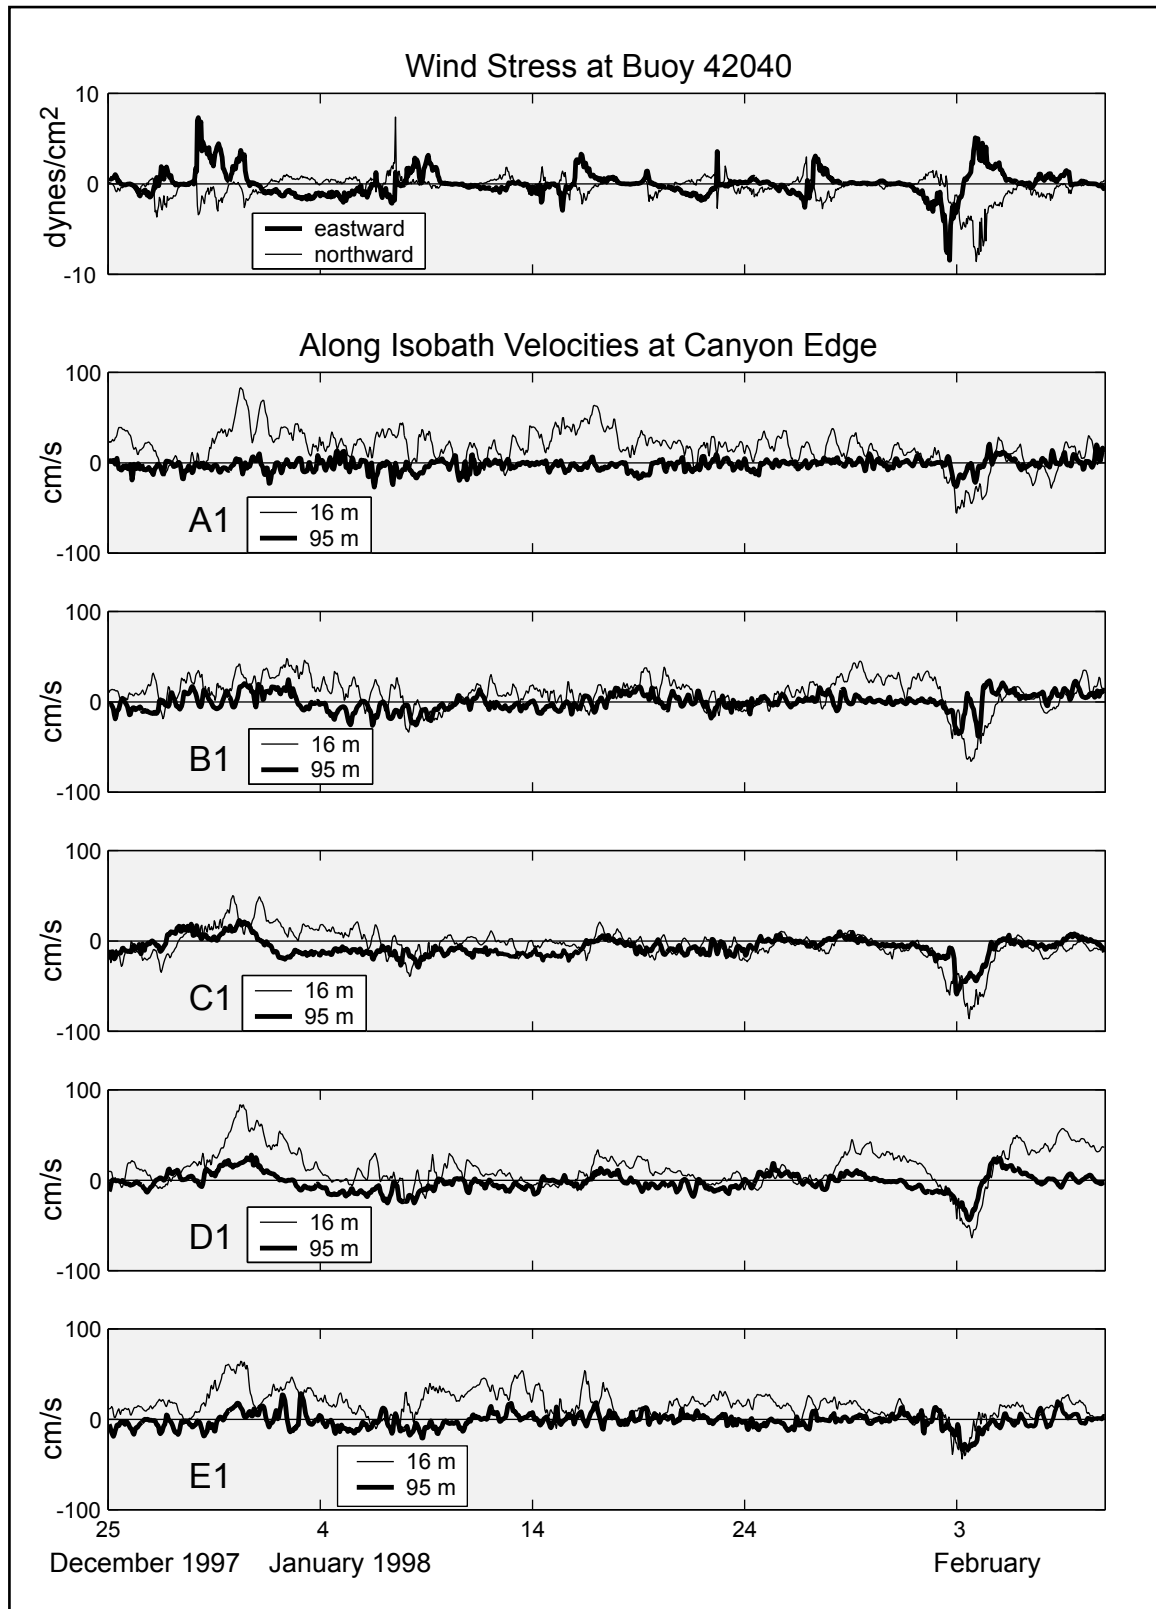 Wind Stress at Buoy 42040
10
0
-10
dynes/cm2
eastward
northward
Along Isobath Velocities at Canyon Edge
100
0
-100
cm/s
A1
16 m
95 m
100
0
-100
cm/s
B1
16 m
95 m
100
0
-100
cm/s
C1
16 m
95 m
100
0
-100
cm/s
D1
16 m
95 m
100
0
-100
cm/s
E1
16 m
95 m
25 4 14 24 3
December 1997 January 1998 February